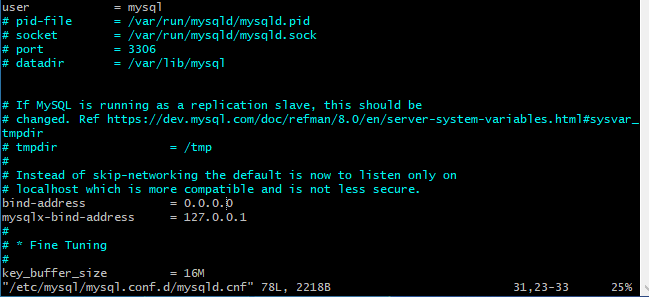 user            = mysql
# pid-file      = /var/run/mysqld/mysqld.pid
# socket        = /var/run/mysqld/mysqld.sock
# port          = 3306
# datadir       = /var/lib/mysql
# If MySQL is running as a replication slave, this should be
# changed. Ref https://dev.mysql.com/doc/refman/8.0/en/server-system-variables.html#sysvar_
tmpdir
# tmpdir                = /tmp
#
# Instead of skip-networking the default is now to listen only on
# localhost which is more compatible and is not less secure.
bind-address            = 0.0.0.0
mysqlx-bind-address     = 127.0.0.1
#
# * Fine Tuning
#
key_buffer_size         = 16M
"/etc/mysql/mysql.conf.d/mysqld.cnf" 78L, 2218B                31,23-33      25%